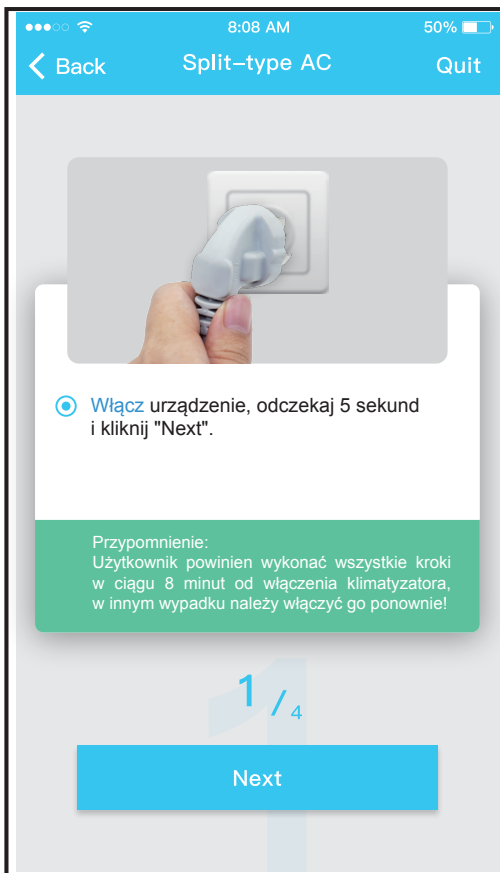 8:08 AM
50%
Back
Split-type AC
Quit
Włącz urządzenie, odczekaj 5 sekund
i kliknij "Next".
Przypomnienie:
Użytkownik powinien wykonać wszystkie kroki
w ciągu 8 minut od włączenia klimatyzatora,
w innym wypadku należy włączyć go ponownie!
1 / 4
Next